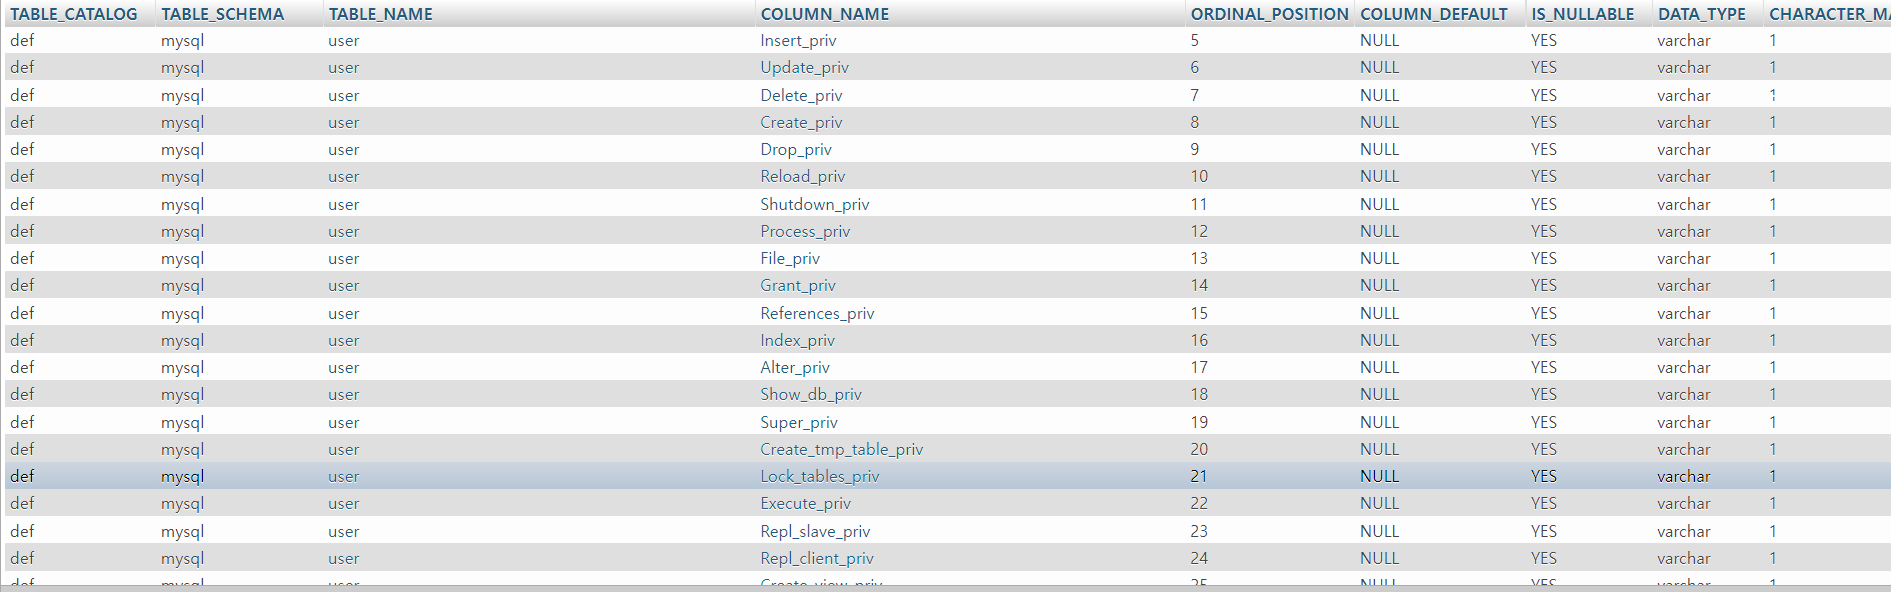 TABLE_CATALOG TABLE_SCHEMA TABLE_NAME COLUMN_NAME ORDINAL_POSITION COLUMN_DEFAULT IS_NULLABLE DATA_TYPE CHARACTER_MA
def mysql user Insert_priv 5 NULL YES varchar 1
def mysql user Update_priv 6 NULL YES varchar 1
def mysql user Delete_priv 7 NULL YES varchar 1
def mysql user Create_priv 8 NULL YES varchar 1
def mysql user Drop_priv 9 NULL YES varchar 1
def mysql user Reload_priv 10 NULL YES varchar 1
def mysql user Shutdown_priv 11 NULL YES varchar 1
def mysql user Process_priv 12 NULL YES varchar 1
def mysql user File_priv 13 NULL YES varchar 1
def mysql user Grant_priv 14 NULL YES varchar 1
def mysql user References_priv 15 NULL YES varchar 1
def mysql user Index_priv 16 NULL YES varchar 1
def mysql user Alter_priv 17 NULL YES varchar 1
def mysql user Show_db_priv 18 NULL YES varchar 1
def mysql user Super_priv 19 NULL YES varchar 1
def mysql user Create_tmp_table_priv 20 NULL YES varchar 1
def mysql user Lock_tables_priv 21 NULL YES varchar 1
def mysql user Execute_priv 22 NULL YES varchar 1
def mysql user Repl_slave_priv 23 NULL YES varchar 1
def mysql user Repl_client_priv 24 NULL YES varchar 1
def mysql user Create_view_priv 25 NULL YES varchar 1